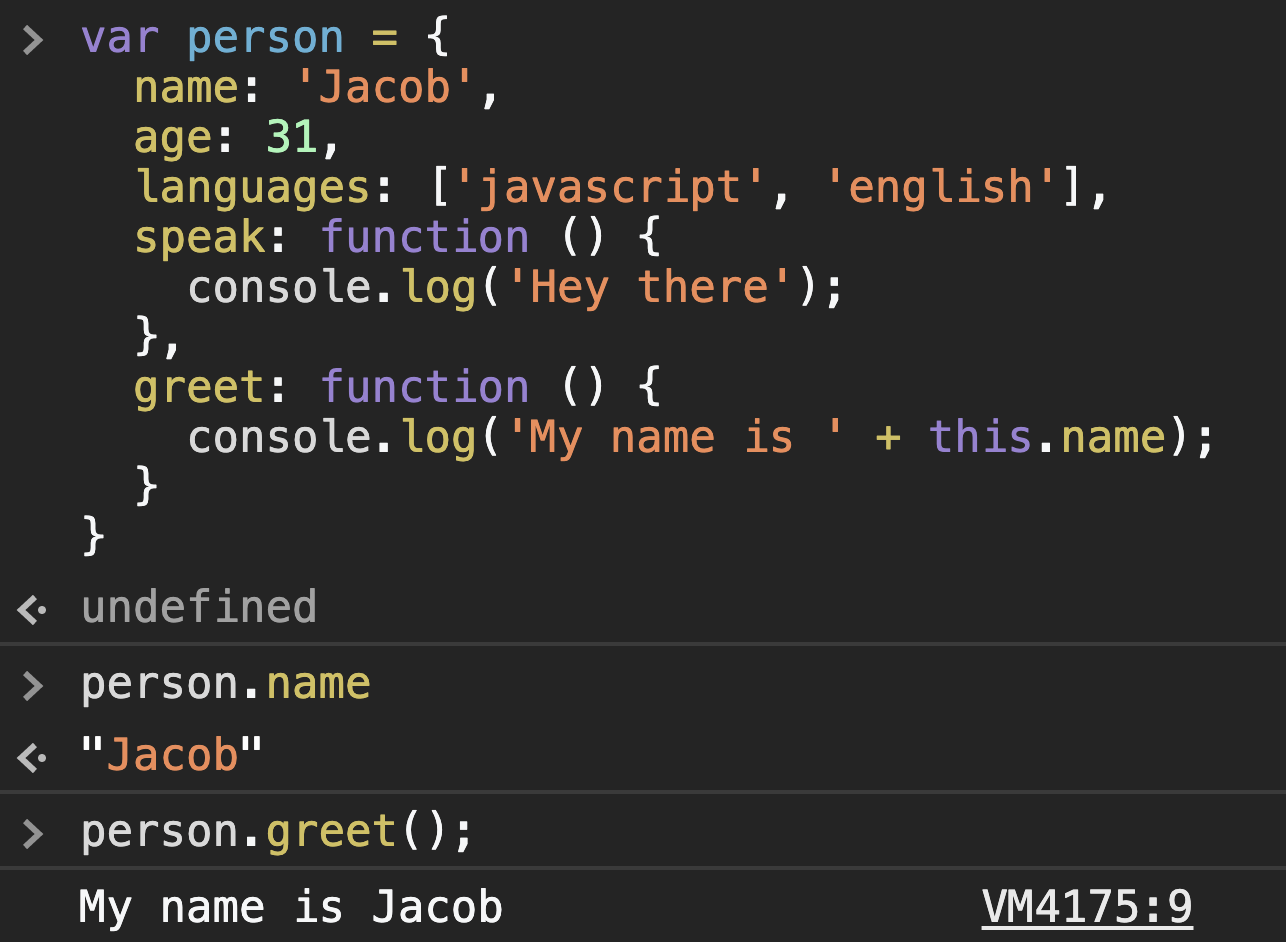 > var person = {
  name: 'Jacob',
  age: 31,
  languages: ['javascript', 'english'],
  speak: function () {
    console.log('Hey there');
  },
  greet: function () {
    console.log('My name is ' + this.name);
  }
}
undefined
> person.name
"Jacob"
> person.greet();
My name is Jacob VM4175:9